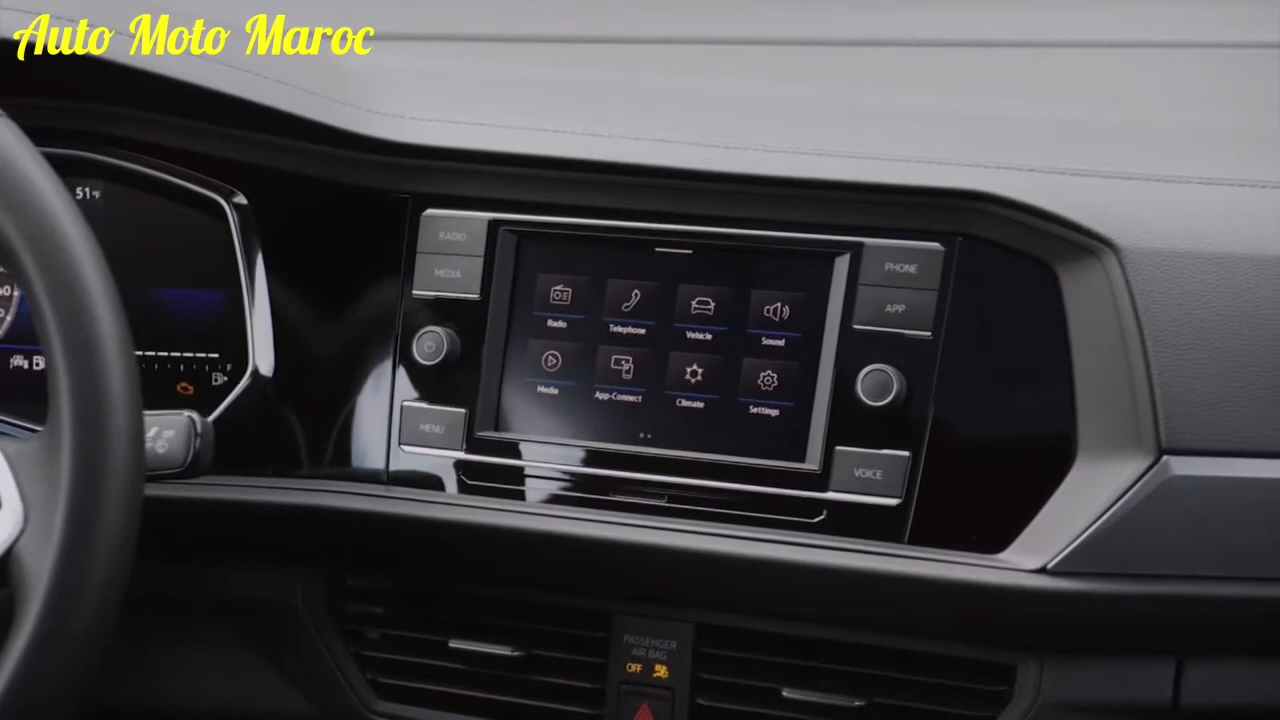 Auto Moto Maroc
51°F
RADIO
MEDIA
MENU
Radio
Telephone
Vehicle
Sound
Media
App-Connect
Climate
Settings
PHONE
APP
VOICE
PASSENGER
AIR BAG
OFF